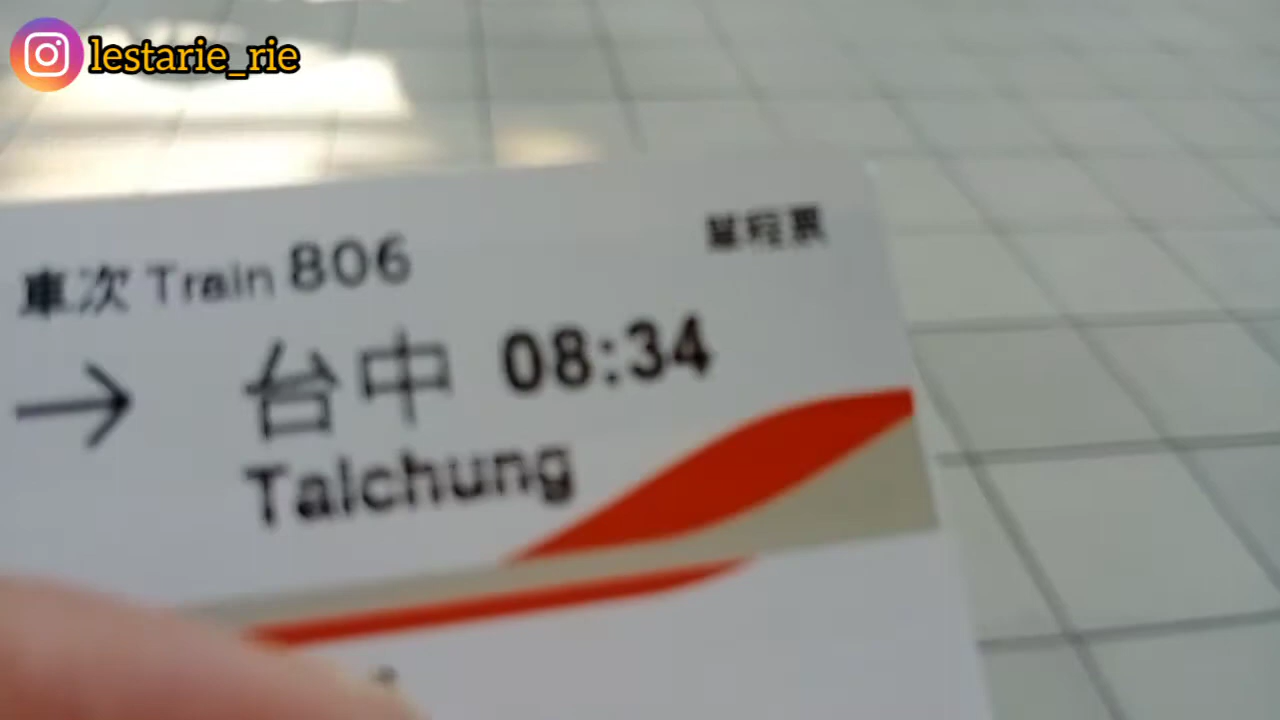 lestarie_rie
車次 Train 806
單程票
→ 台中 08:34
Taichung